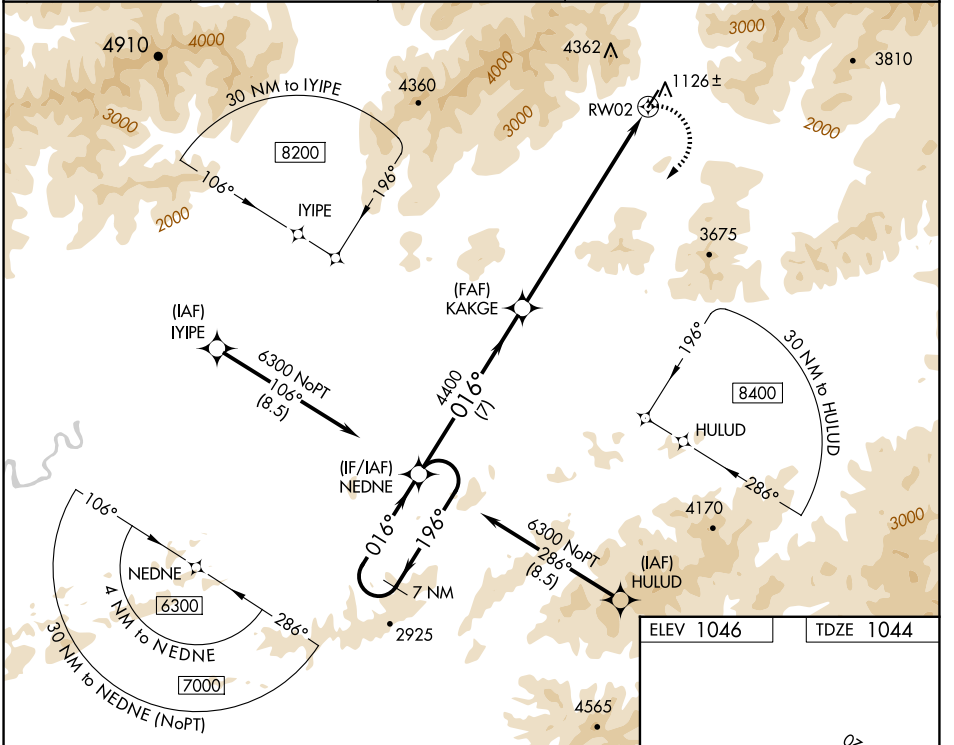 4910
4000
4362
3000
3810
30 NM to IYIPE
4360
4000
1126 ±
RW02
3000
8200
3000
2000
106°
196°
IYIPE
2000
3675
(FAF)
KAKGE
(IAF)
IYIPE
30 NM to HULUD
196°
6300 NoPT
106°
(8.5)
4400
016°
(7)
8400
HULUD
(IF/IAF)
NEDNE
286°
106°
016°
196°
4170
3000
6300 NoPT
286°
(8.5)
(IAF)
HULUD
NEDNE
6300
4 NM to NEDNE
286°
7 NM
2925
ELEV 1046
TDZE 1044
7000
30 NM to NEDNE (NoPT)
4565